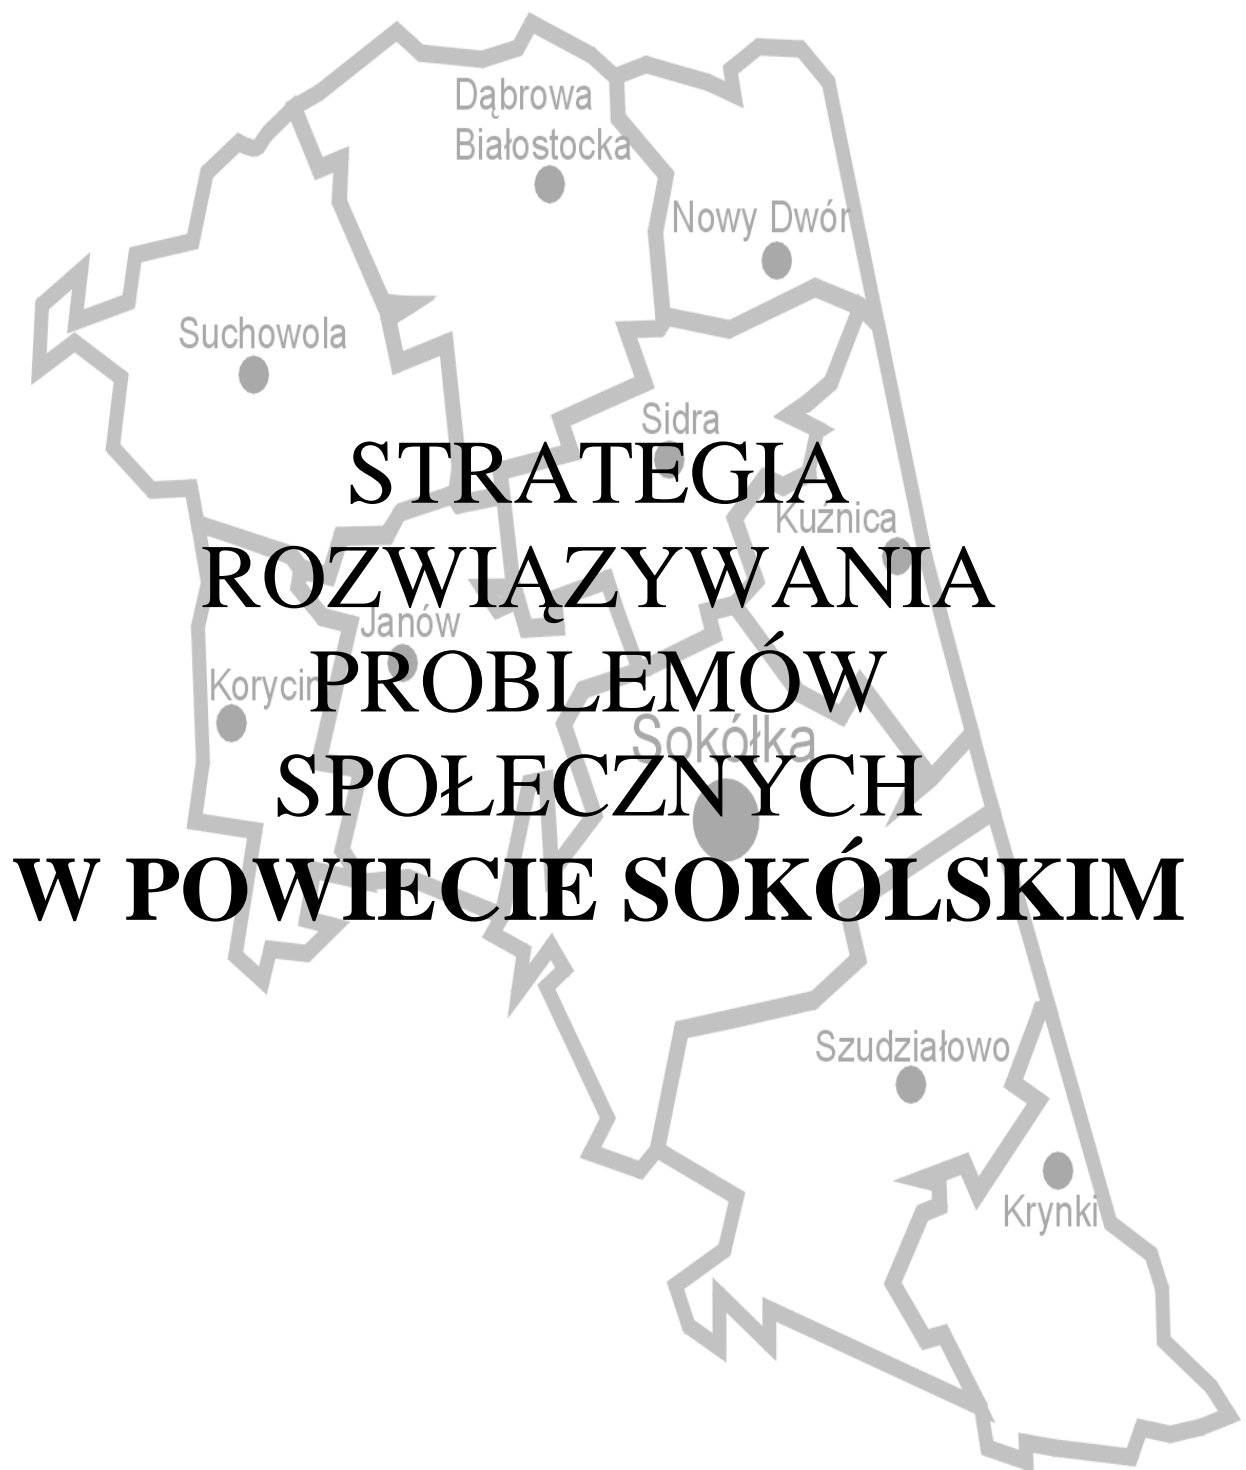 Dąbrowa
Białostocka
Nowy Dwór
Suchowola
Sidra
STRATEGIA
Kuźnica
ROZWIĄZYWANIA
Janów
PROBLEMÓW
Korycin
Sokółka
SPOŁECZNYCH
W POWIECIE SOKÓLSKIM
Szudziałowo
Krynki